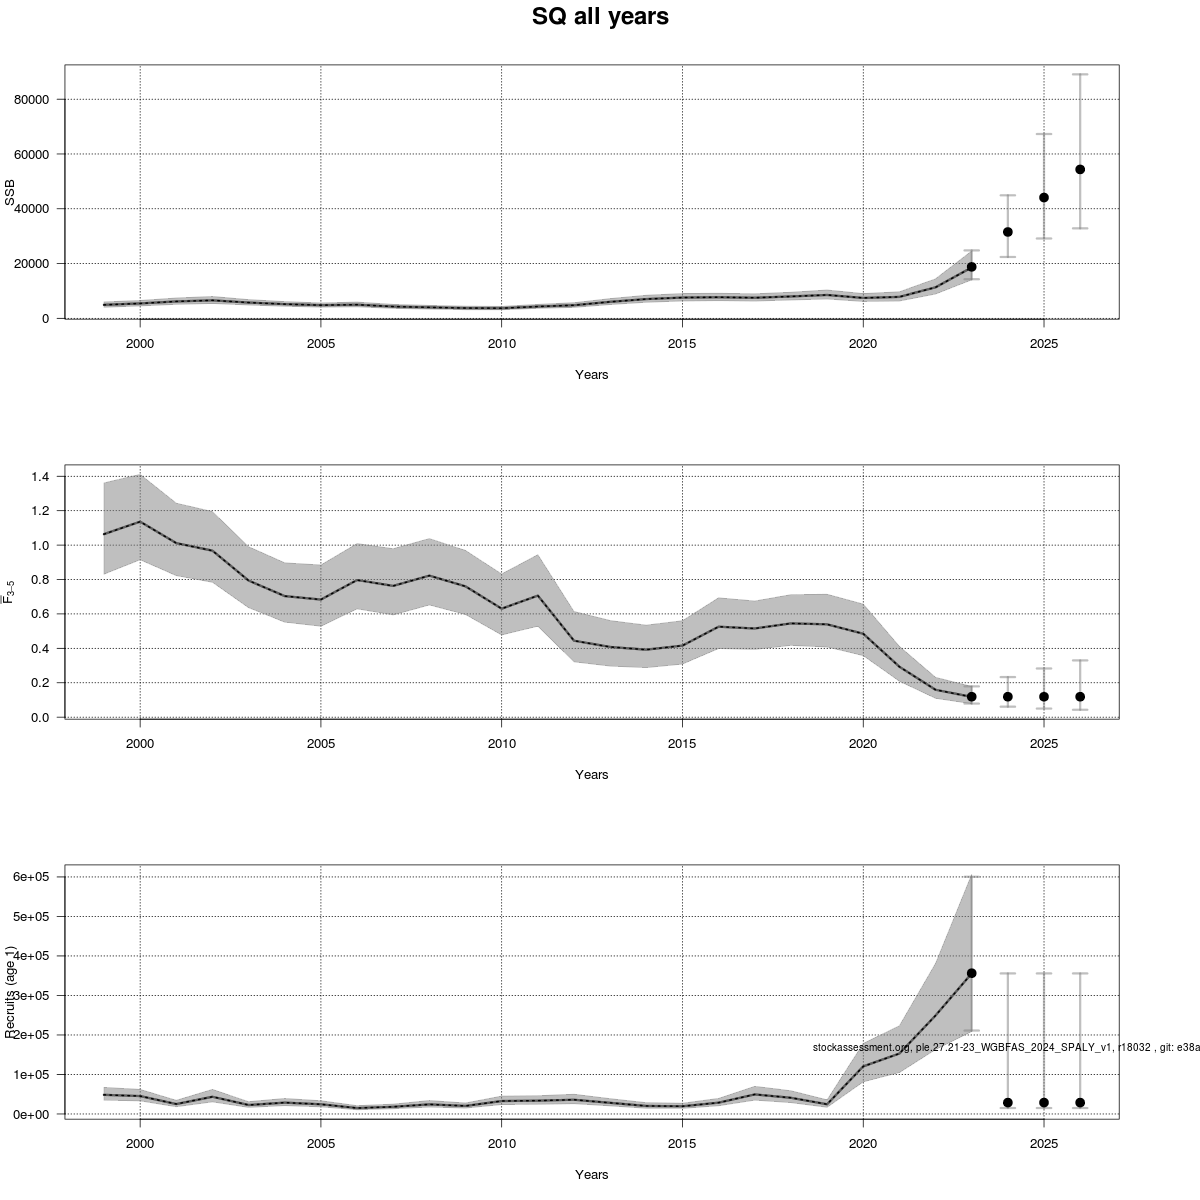 SQ all years
80000
60000
40000
20000
0
SSB
2000 2005 2010 2015 2020 2025
Years
1.4
1.2
1.0
0.8
0.6
0.4
0.2
0.0
F̅3−5
2000 2005 2010 2015 2020 2025
Years
6e+05
5e+05
4e+05
3e+05
2e+05
1e+05
0e+00
Recruits (age 1)
stockassessment.org, ple.27.21-23_WGBFAS_2024_SPALY_v1, r18032 , git: e38a
2000 2005 2010 2015 2020 2025
Years